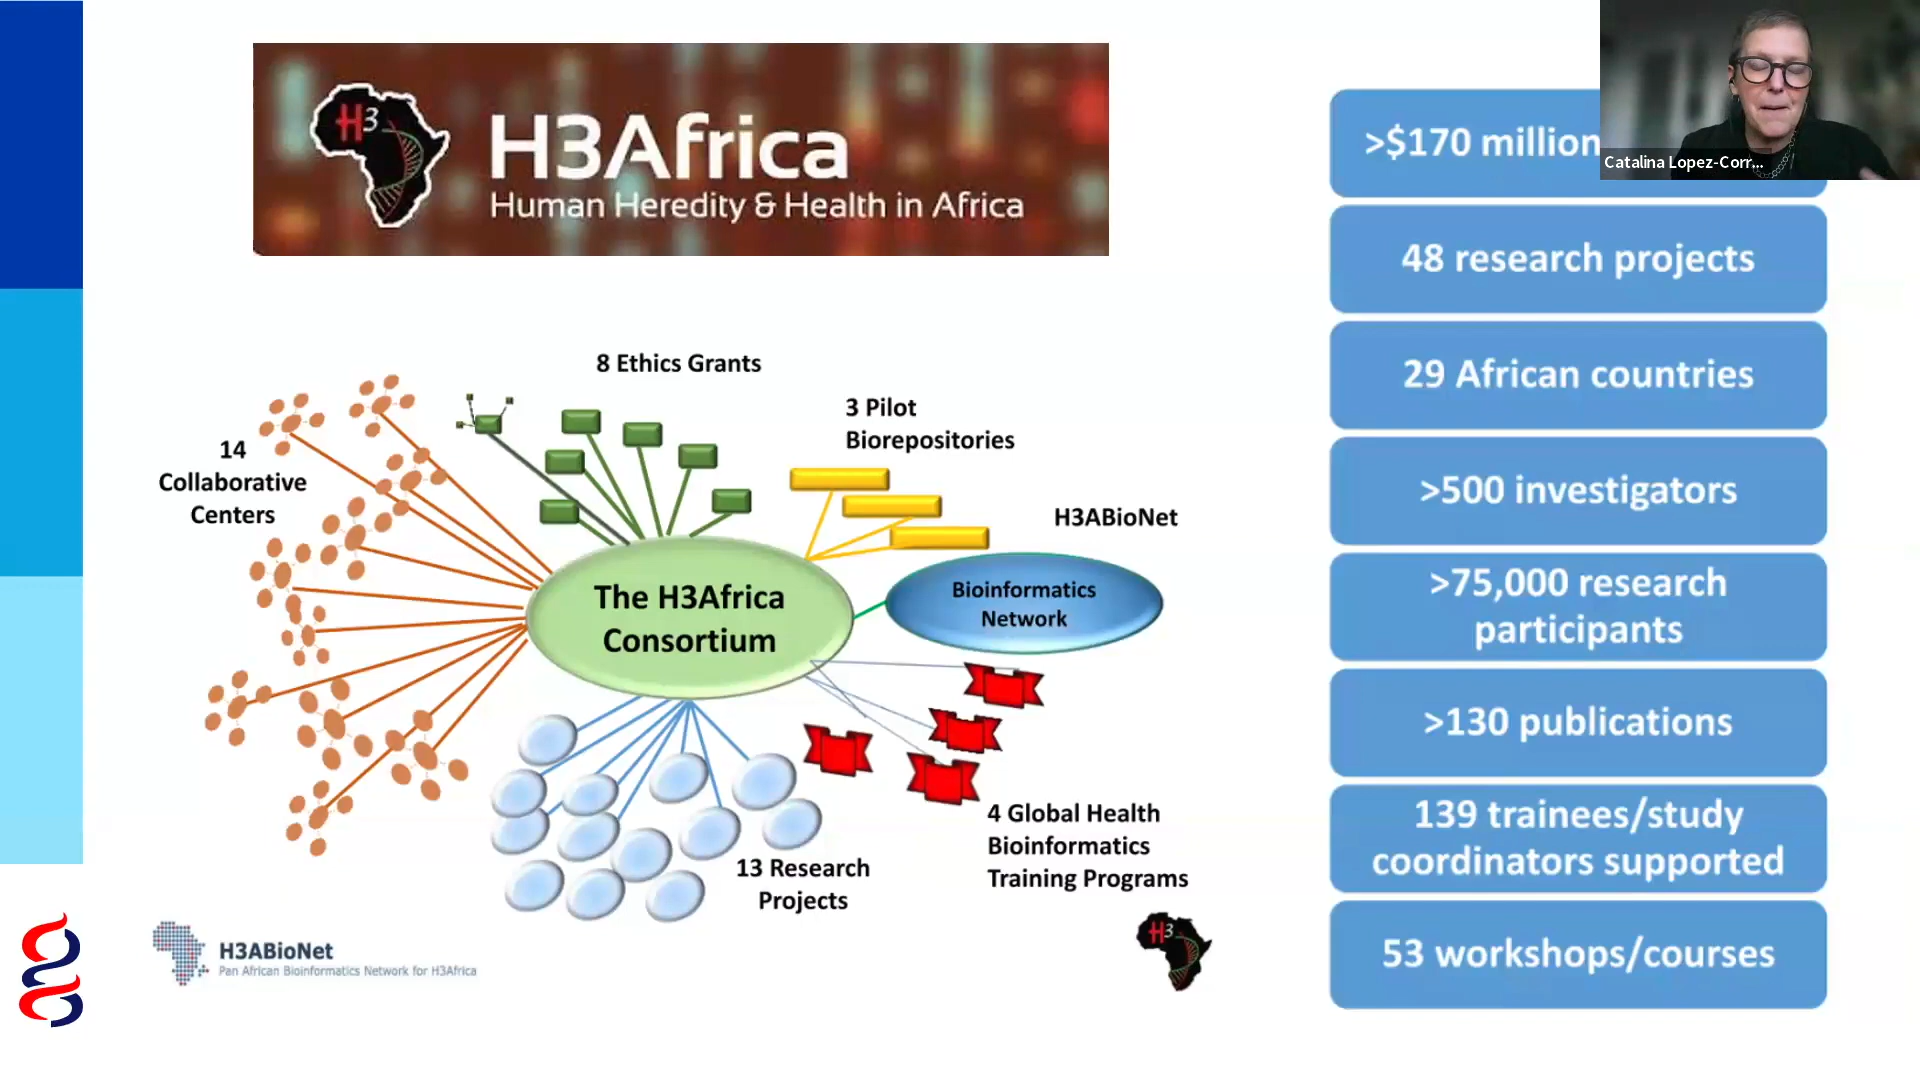 H3
H3Africa
Human Heredity & Health in Africa
8 Ethics Grants
3 Pilot
Biorepositories
14
Collaborative
Centers
H3ABioNet
The H3Africa
Consortium
Bioinformatics
Network
4 Global Health
Bioinformatics
Training Programs
13 Research
Projects
H3ABioNet
Pan African Bioinformatics Network for H3Africa
H3
>$170 million
48 research projects
29 African countries
>500 investigators
>75,000 research
participants
>130 publications
139 trainees/study
coordinators supported
53 workshops/courses
Catalina Lopez-Corr...